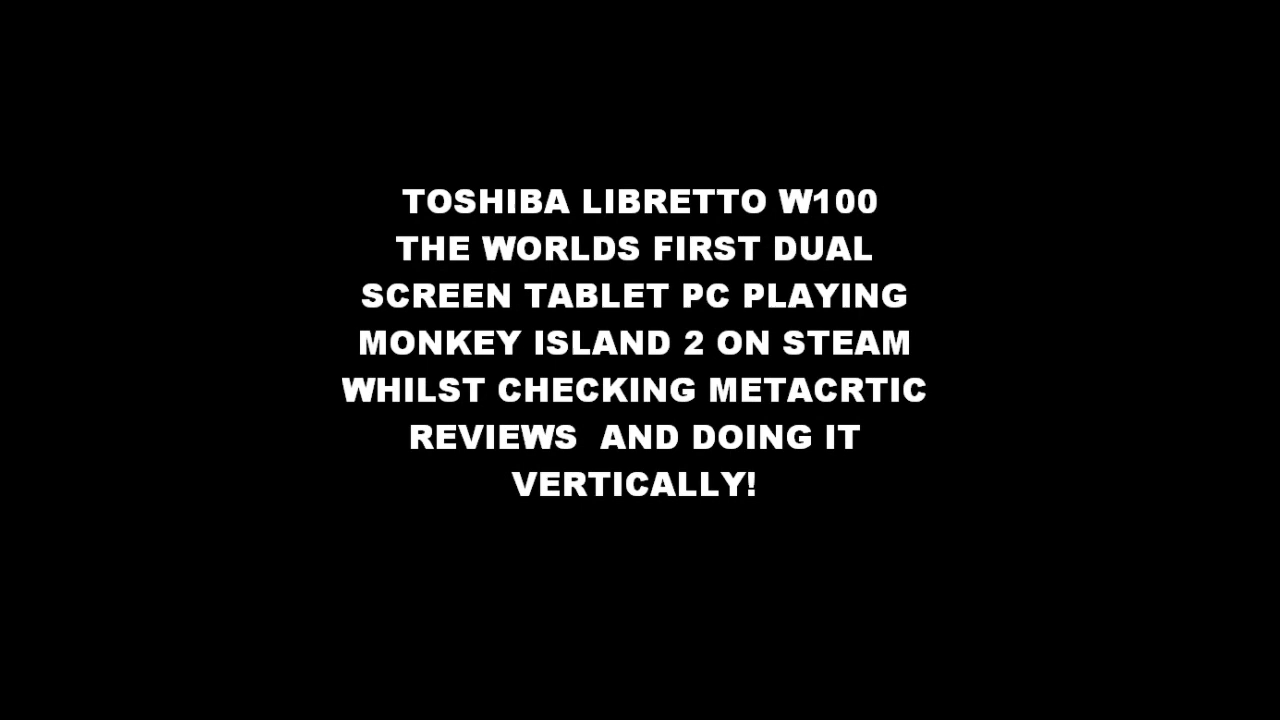 TOSHIBA LIBRETTO W100
THE WORLDS FIRST DUAL
SCREEN TABLET PC PLAYING
MONKEY ISLAND 2 ON STEAM
WHILST CHECKING METACRTIC
REVIEWS  AND DOING IT
VERTICALLY!